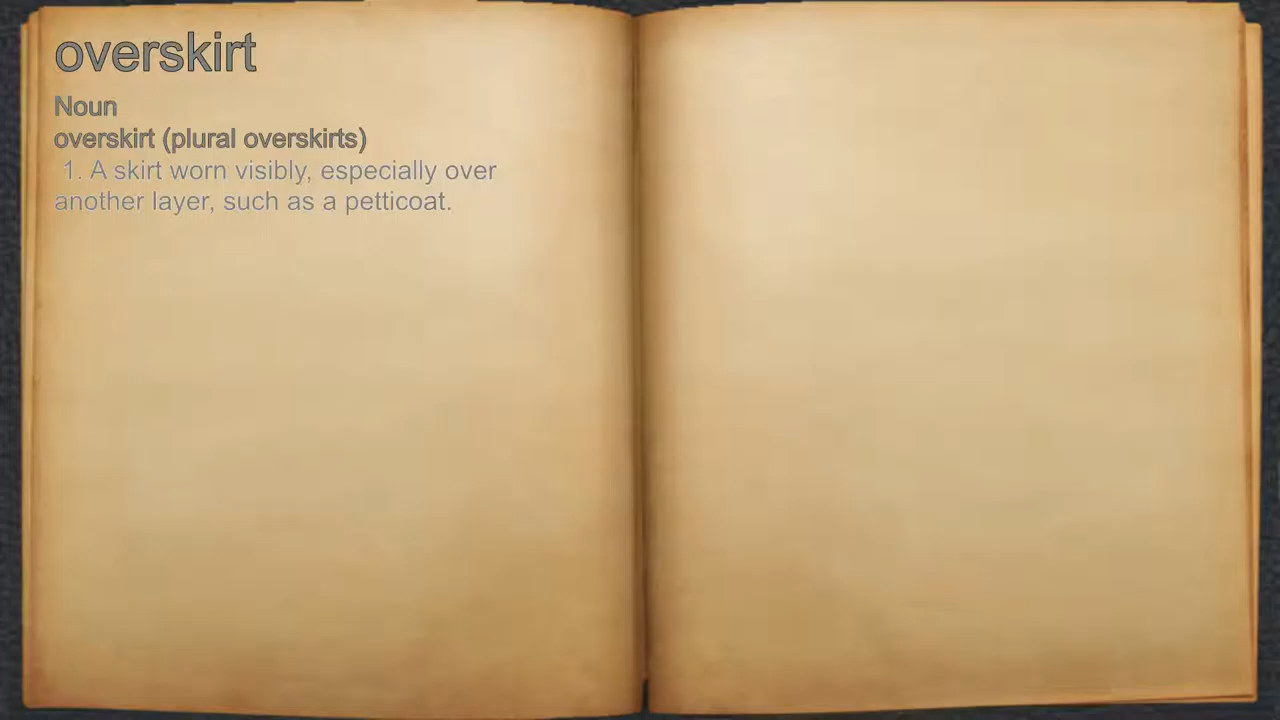 overskirt
Noun
overskirt (plural overskirts)
1. A skirt worn visibly, especially over
another layer, such as a petticoat.